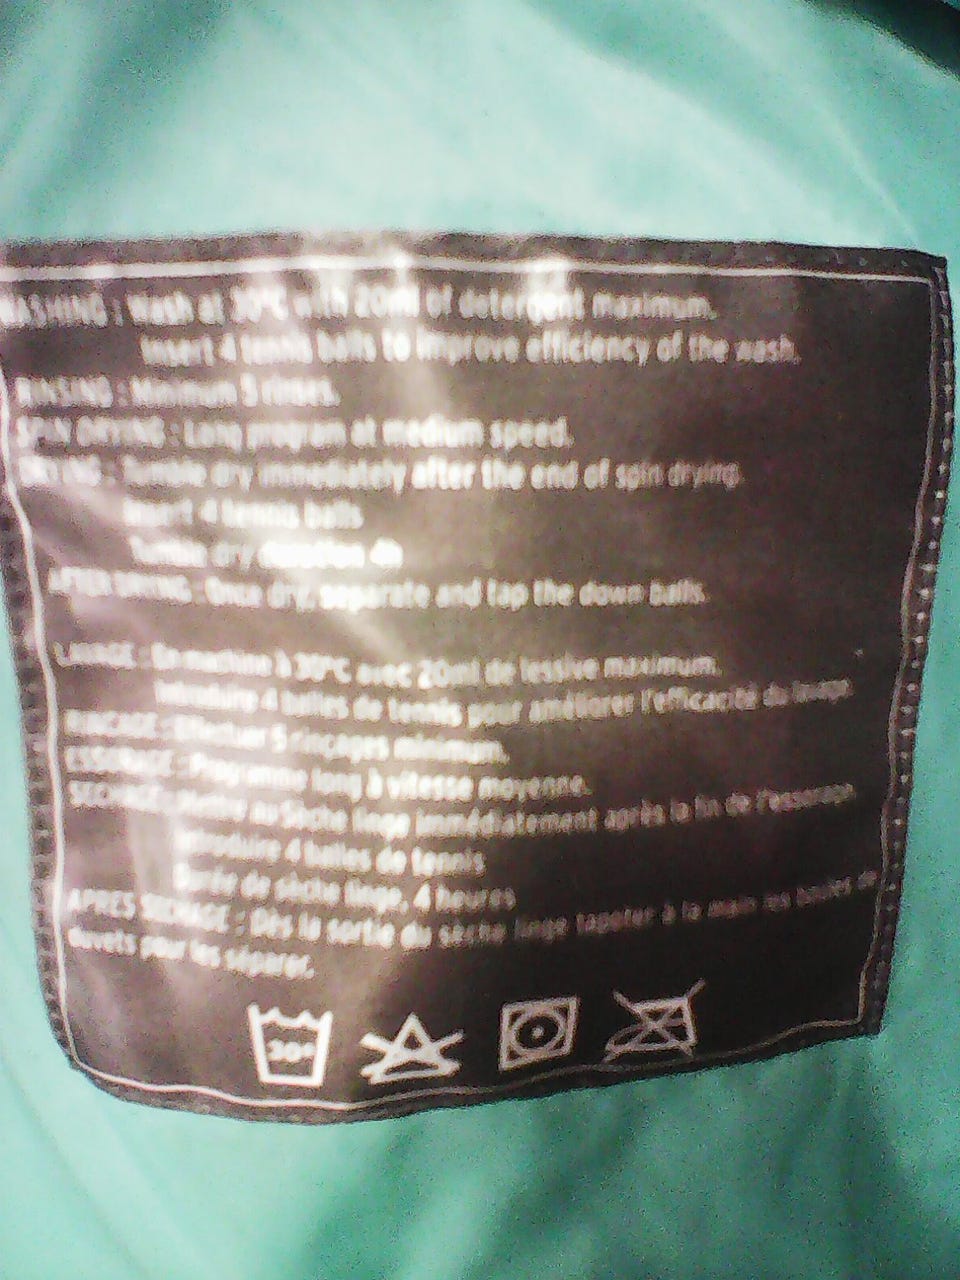 WASHING : Wash at 30°C with 20ml of detergent maximum.
Insert 4 tennis balls to improve efficiency of the wash.
RINSING : Minimum rinses.
SPIN DRYING : Long program at medium speed.
DRYING : Tumble dry immediately after the end of spin drying.
Insert 4 tennis balls
Tumble dry duration 4h
AFTER DRYING : Once dry, separate and tap the down balls.
LAVAGE : En machine à 30°C avec 20ml de lessive maximum.
Introduire 4 balles de tennis pour améliorer l'efficacité du lavage
RINCAGE : Effectuer rinçages minimum.
ESSORAGE : Programme long à vitesse moyenne.
SECHAGE : au Sèche linge immédiatement après la fin de l'essorage
Introduire 4 balles de tennis
Durée de sèche linge, 4 heures
APRES SECHAGE : Dès la sortie du sèche linge tapoter à la main les boules de
duvets pour les séparer.
30°